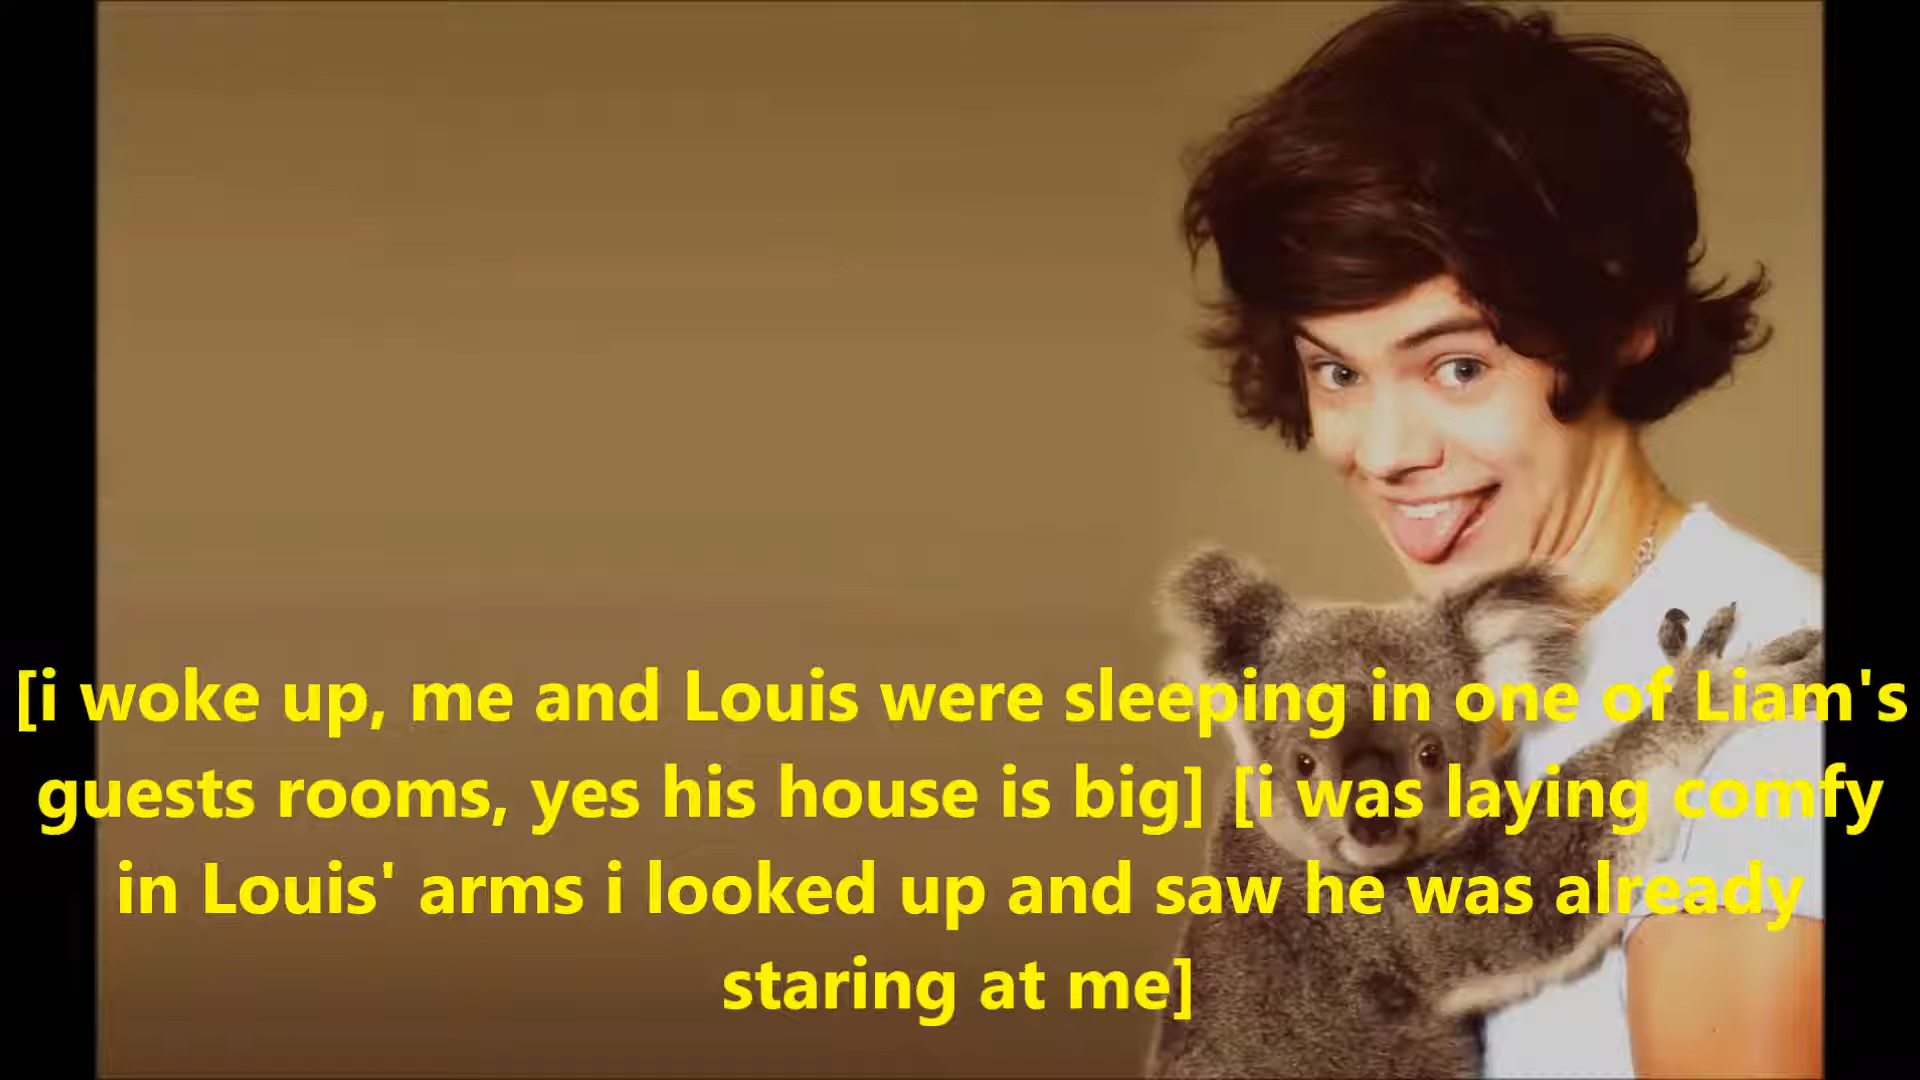 [i woke up, me and Louis were sleeping in one of Liam's
guests rooms, yes his house is big] [i was laying comfy
in Louis' arms i looked up and saw he was already
staring at me]